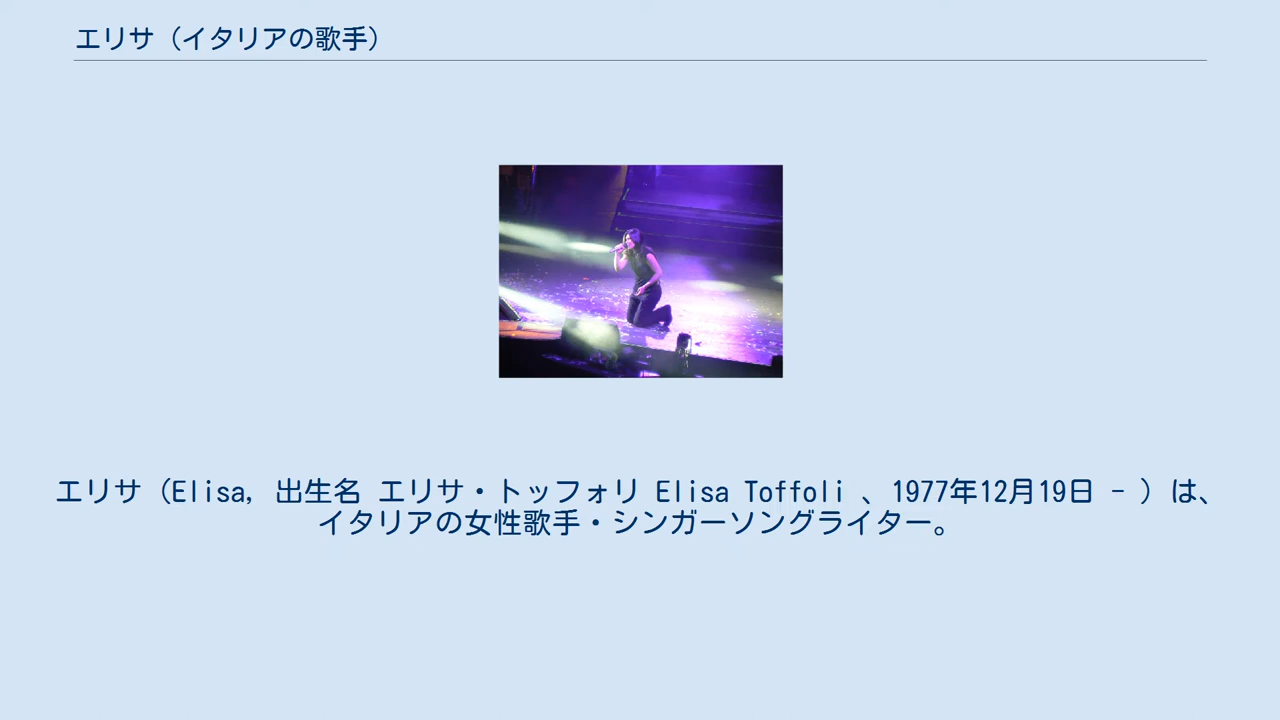 エリサ（イタリアの歌手）
エリサ（Elisa, 出生名 エリサ・トッフォリ Elisa Toffoli 、1977年12月19日 - ）は、
イタリアの女性歌手・シンガーソングライター。